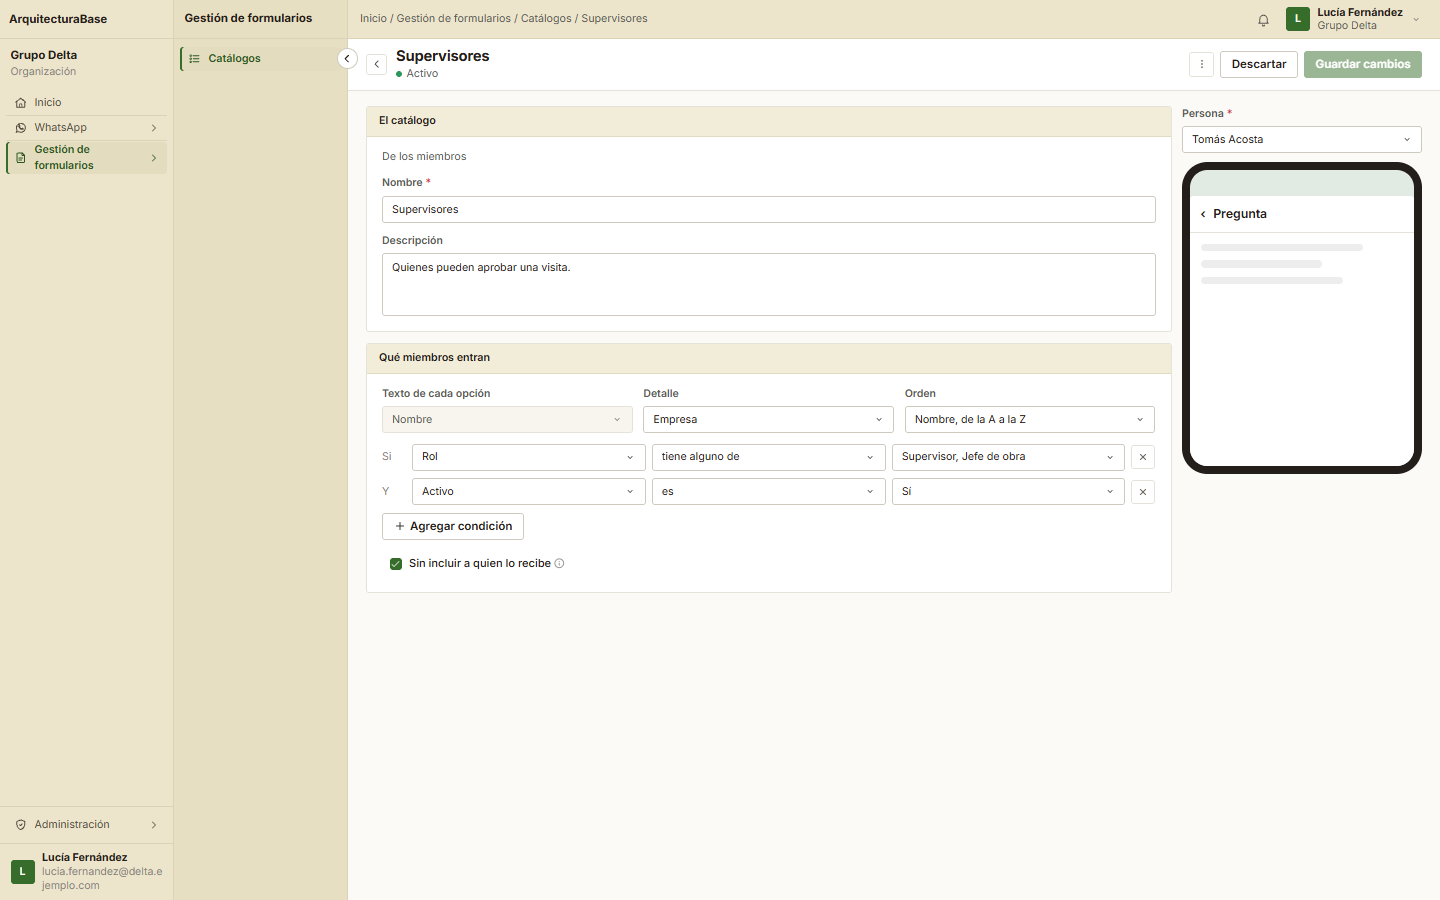 ArquitecturaBase
Grupo Delta
Organización
Inicio
WhatsApp
Gestión de
formularios
Administración
L
Lucía Fernández
lucia.fernandez@delta.e
jemplo.com
Gestión de formularios
Catálogos
Inicio / Gestión de formularios / Catálogos / Supervisores
L
Lucía Fernández
Grupo Delta
Supervisores
Activo
Descartar
Guardar cambios
El catálogo
De los miembros
Nombre *
Supervisores
Descripción
Quienes pueden aprobar una visita.
Qué miembros entran
Texto de cada opción
Detalle
Orden
Nombre
Empresa
Nombre, de la A a la Z
Si
Rol
tiene alguno de
Supervisor, Jefe de obra
Y
Activo
es
Sí
Agregar condición
Sin incluir a quien lo recibe
Persona *
Tomás Acosta
Pregunta